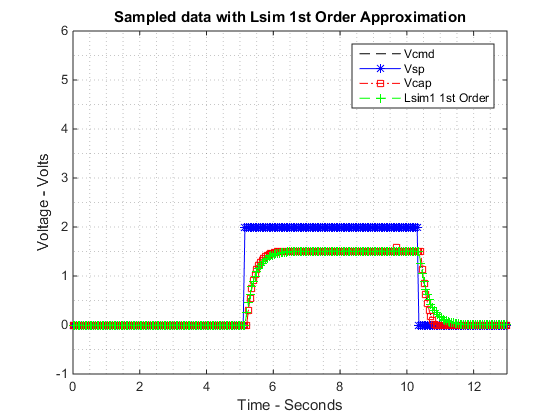 Sampled data with Lsim 1st Order Approximation
6
5
4
3
2
1
0
-1
Voltage - Volts
Vcmd
Vsp
Vcap
Lsim1 1st Order
0 2 4 6 8 10 12
Time - Seconds